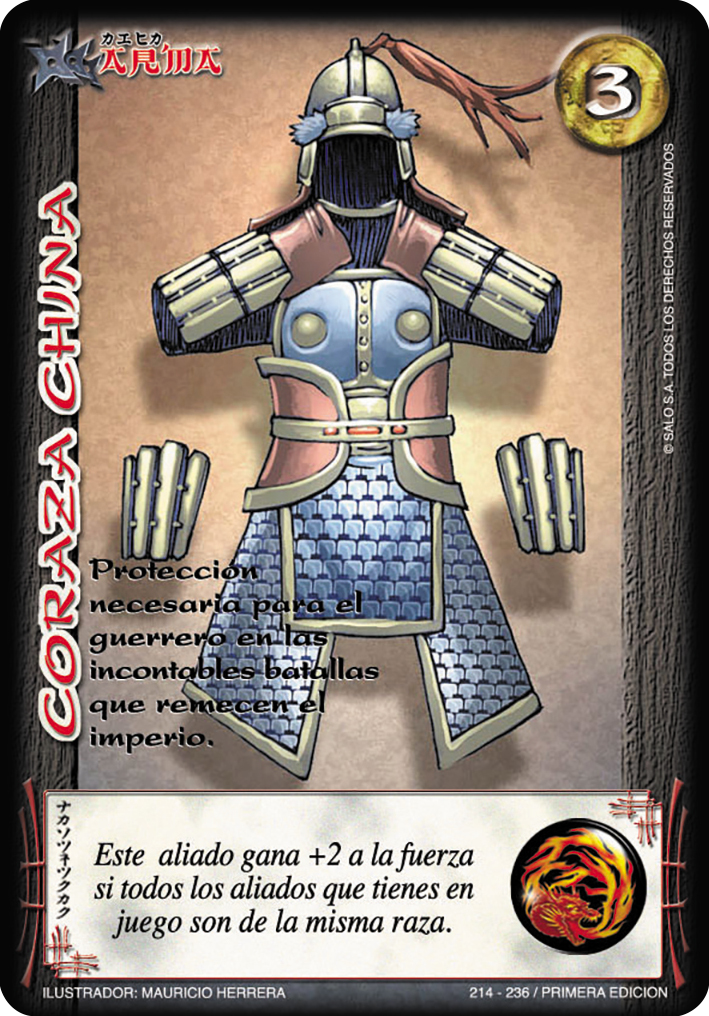 カエヒカ
ARMA
3
CORAZA CHINA
© SALO S.A. TODOS LOS DERECHOS RESERVADOS
Protección
necesaria para el
guerrero en las
incontables batallas
que remecen el
imperio.
ナカソツネツクカク
Este aliado gana +2 a la fuerza
si todos los aliados que tienes en
juego son de la misma raza.
ILUSTRADOR: MAURICIO HERRERA
214 - 236 / PRIMERA EDICION